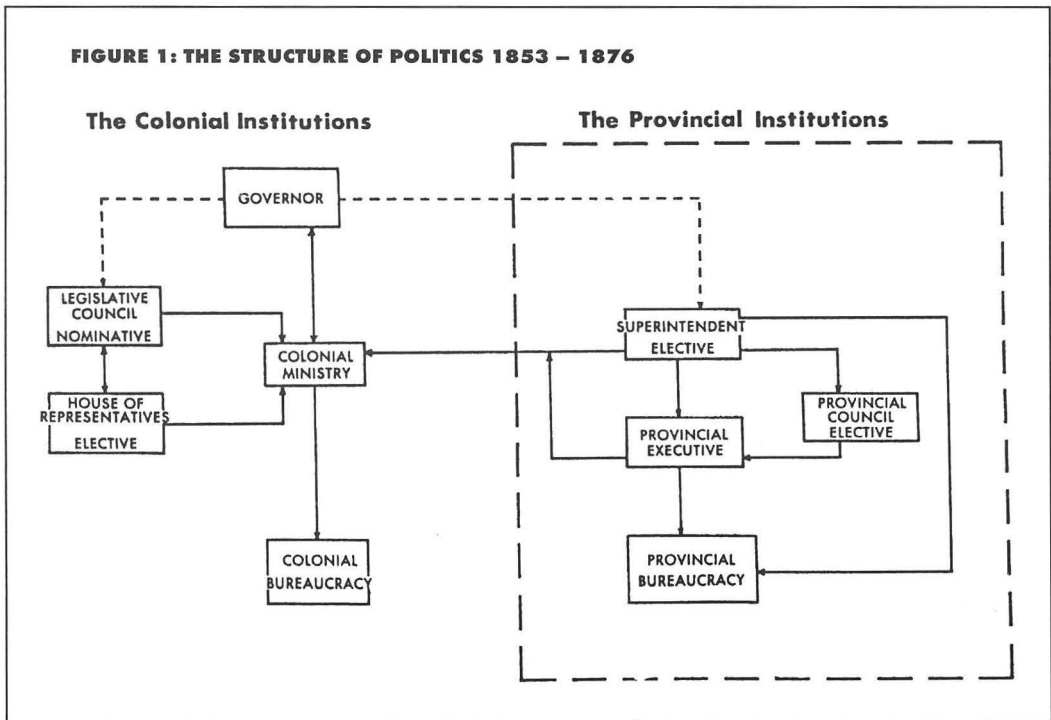 FIGURE 1: THE STRUCTURE OF POLITICS 1853 – 1876
The Colonial Institutions
The Provincial Institutions
GOVERNOR
LEGISLATIVE
COUNCIL
NOMINATIVE
HOUSE OF
REPRESENTATIVES
ELECTIVE
COLONIAL
MINISTRY
COLONIAL
BUREAUCRACY
SUPERINTENDENT
ELECTIVE
PROVINCIAL
COUNCIL
ELECTIVE
PROVINCIAL
EXECUTIVE
PROVINCIAL
BUREAUCRACY